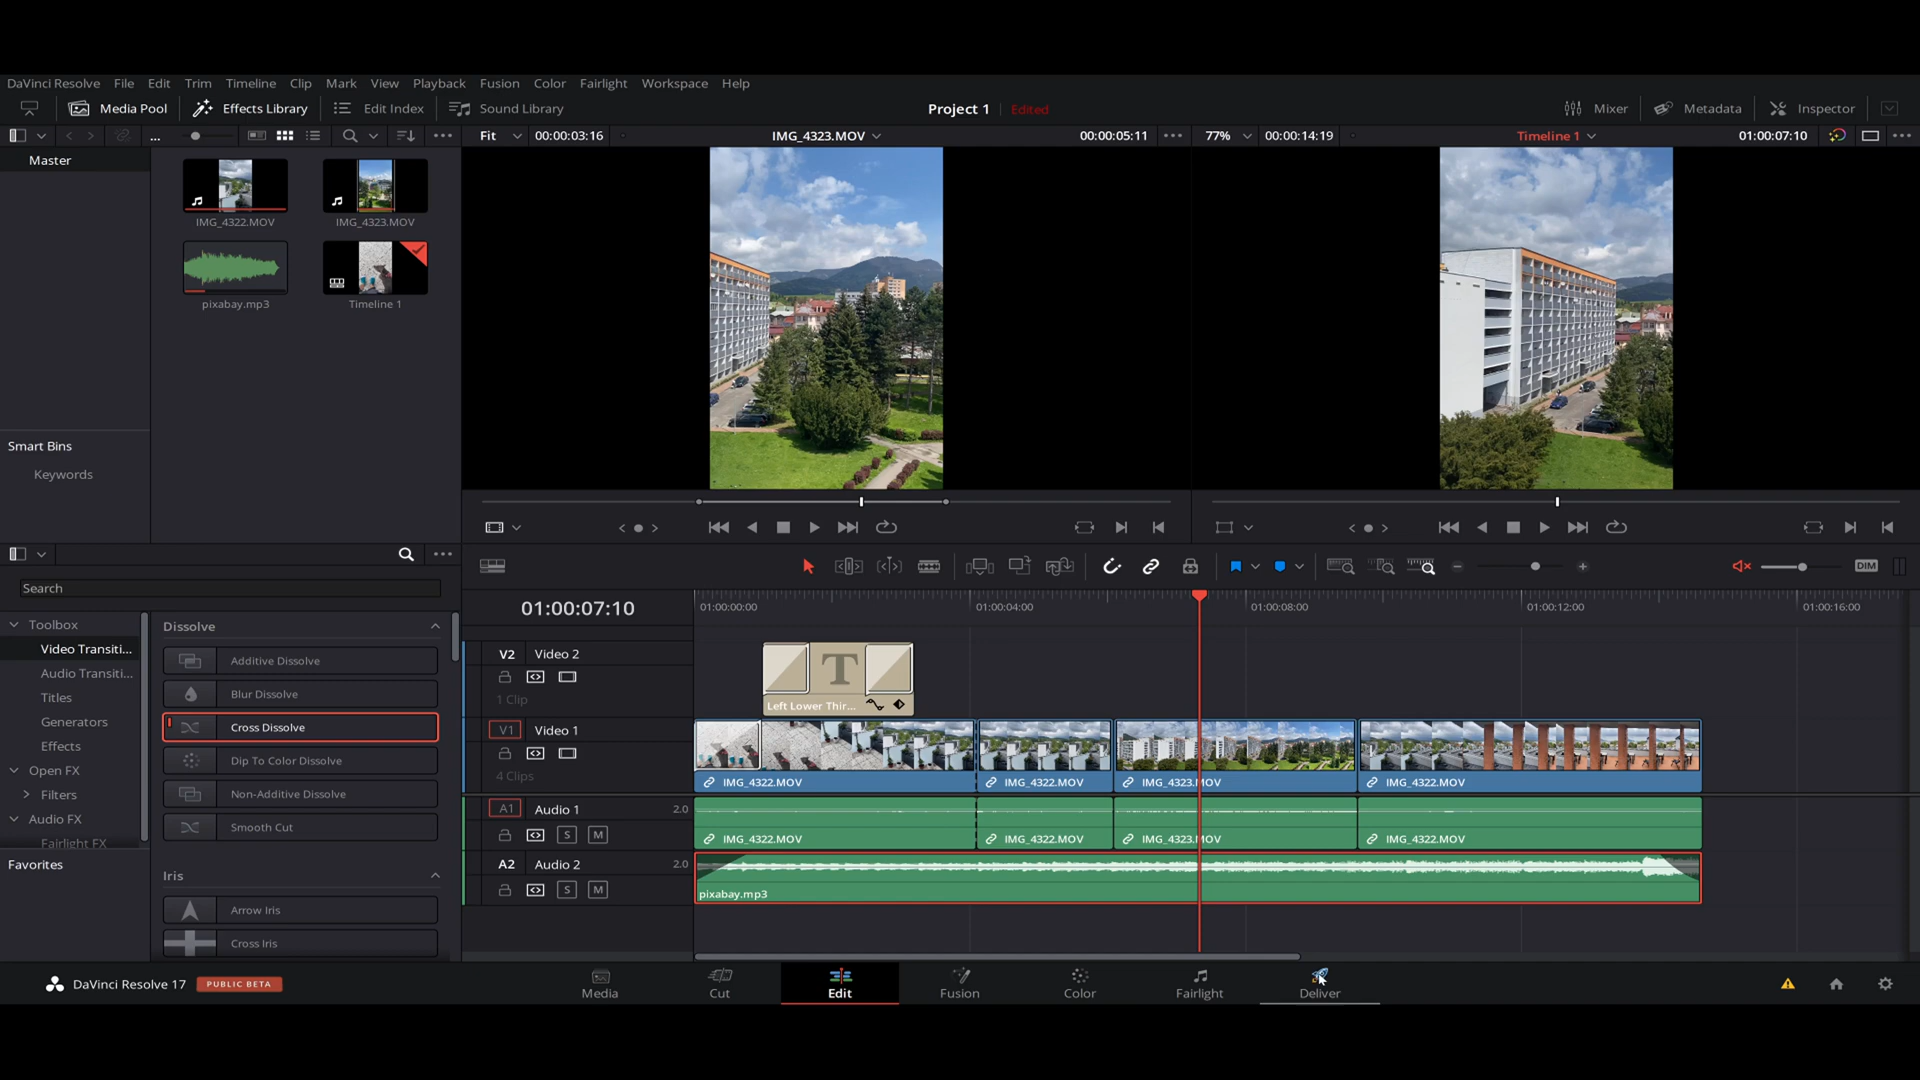 DaVinci Resolve File Edit Trim Timeline Clip Mark View Playback Fusion Color Fairlight Workspace Help
Media Pool Effects Library Edit Index Sound Library Project 1 Edited Mixer Metadata Inspector
... Fit 00:00:03:16 IMG_4323.MOV 00:00:05:11 77% 00:00:14:19 Timeline 1 01:00:07:10
Master
IMG_4322.MOV IMG_4323.MOV
pixabay.mp3 Timeline 1
Smart Bins
Keywords
DIM
Search
01:00:07:10 01:00:00:00 01:00:04:00 01:00:08:00 01:00:12:00 01:00:16:00
Toolbox
Video Transiti...
Audio Transiti...
Titles
Generators
Effects
Open FX
Filters
Audio FX
Fairlight FX
Favorites
Dissolve
Additive Dissolve
Blur Dissolve
Cross Dissolve
Dip To Color Dissolve
Non-Additive Dissolve
Smooth Cut
Iris
Arrow Iris
Cross Iris
V2 Video 2
1 Clip
T
Left Lower Thir...
V1 Video 1
4 Clips
IMG_4322.MOV IMG_4322.MOV IMG_4323.MOV IMG_4322.MOV
A1 Audio 1 2.0
S M
IMG_4322.MOV IMG_4322.MOV IMG_4323.MOV IMG_4322.MOV
A2 Audio 2 2.0
S M
pixabay.mp3
DaVinci Resolve 17 PUBLIC BETA
Media Cut Edit Fusion Color Fairlight Deliver